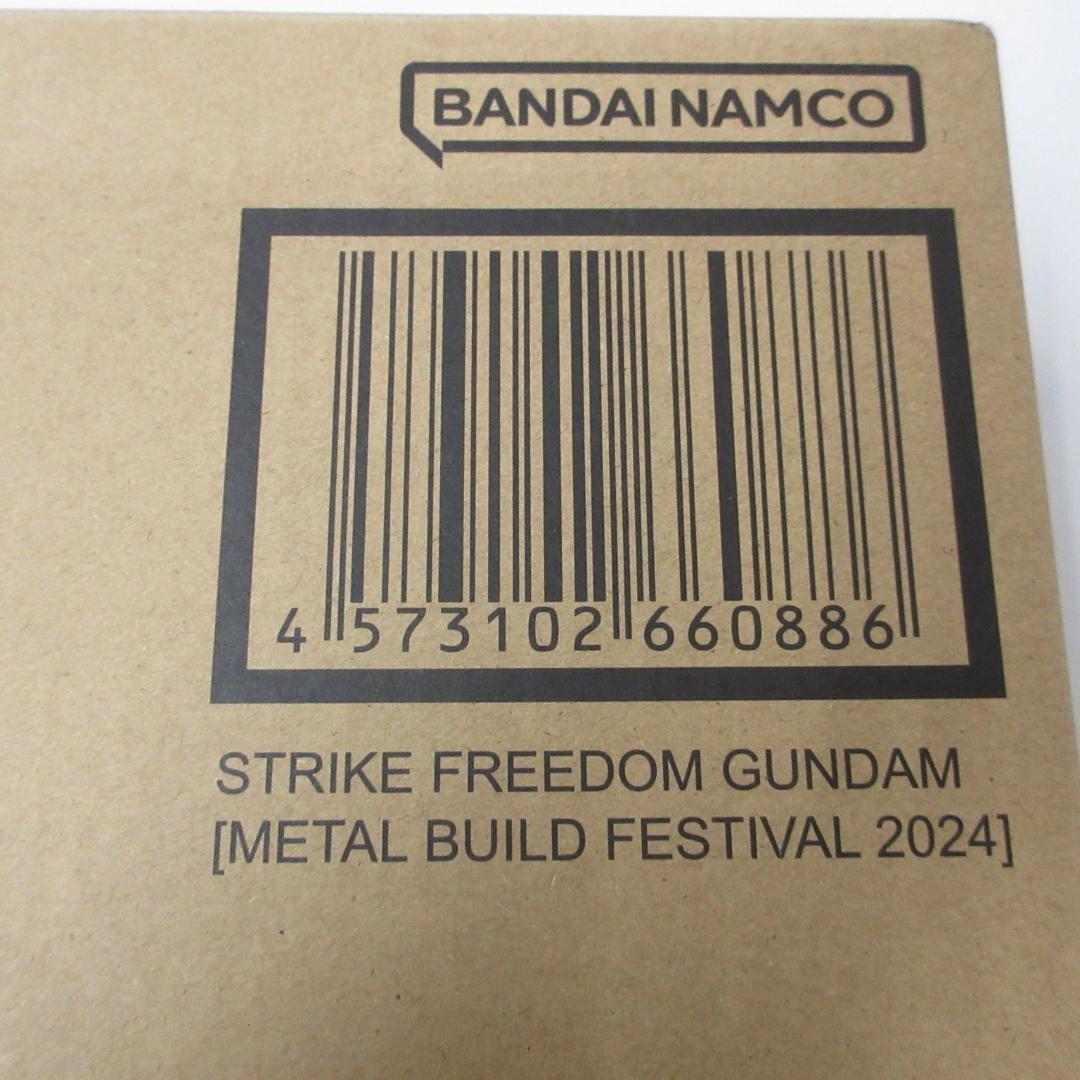 BANDAI NAMCO
4 573102 660886
STRIKE FREEDOM GUNDAM
[METAL BUILD FESTIVAL 2024]